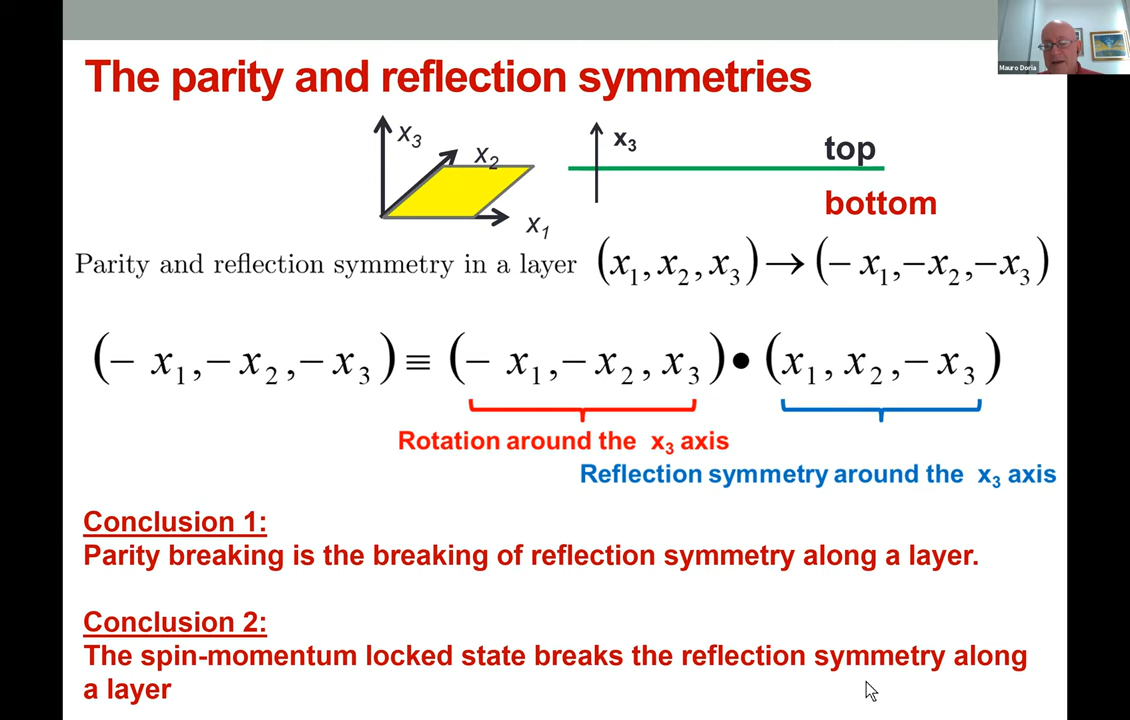 The parity and reflection symmetries
Mauro Doria
x₃
x₂
x₁
x₃
top
bottom
Parity and reflection symmetry in a layer (x₁, x₂, x₃) → (− x₁,−x₂,−x₃)
(− x₁,− x₂,− x₃) ≡ (− x₁,− x₂, x₃) • (x₁, x₂,− x₃)
Rotation around the x₃ axis
Reflection symmetry around the x₃ axis
Conclusion 1:
Parity breaking is the breaking of reflection symmetry along a layer.
Conclusion 2:
The spin-momentum locked state breaks the reflection symmetry along
a layer